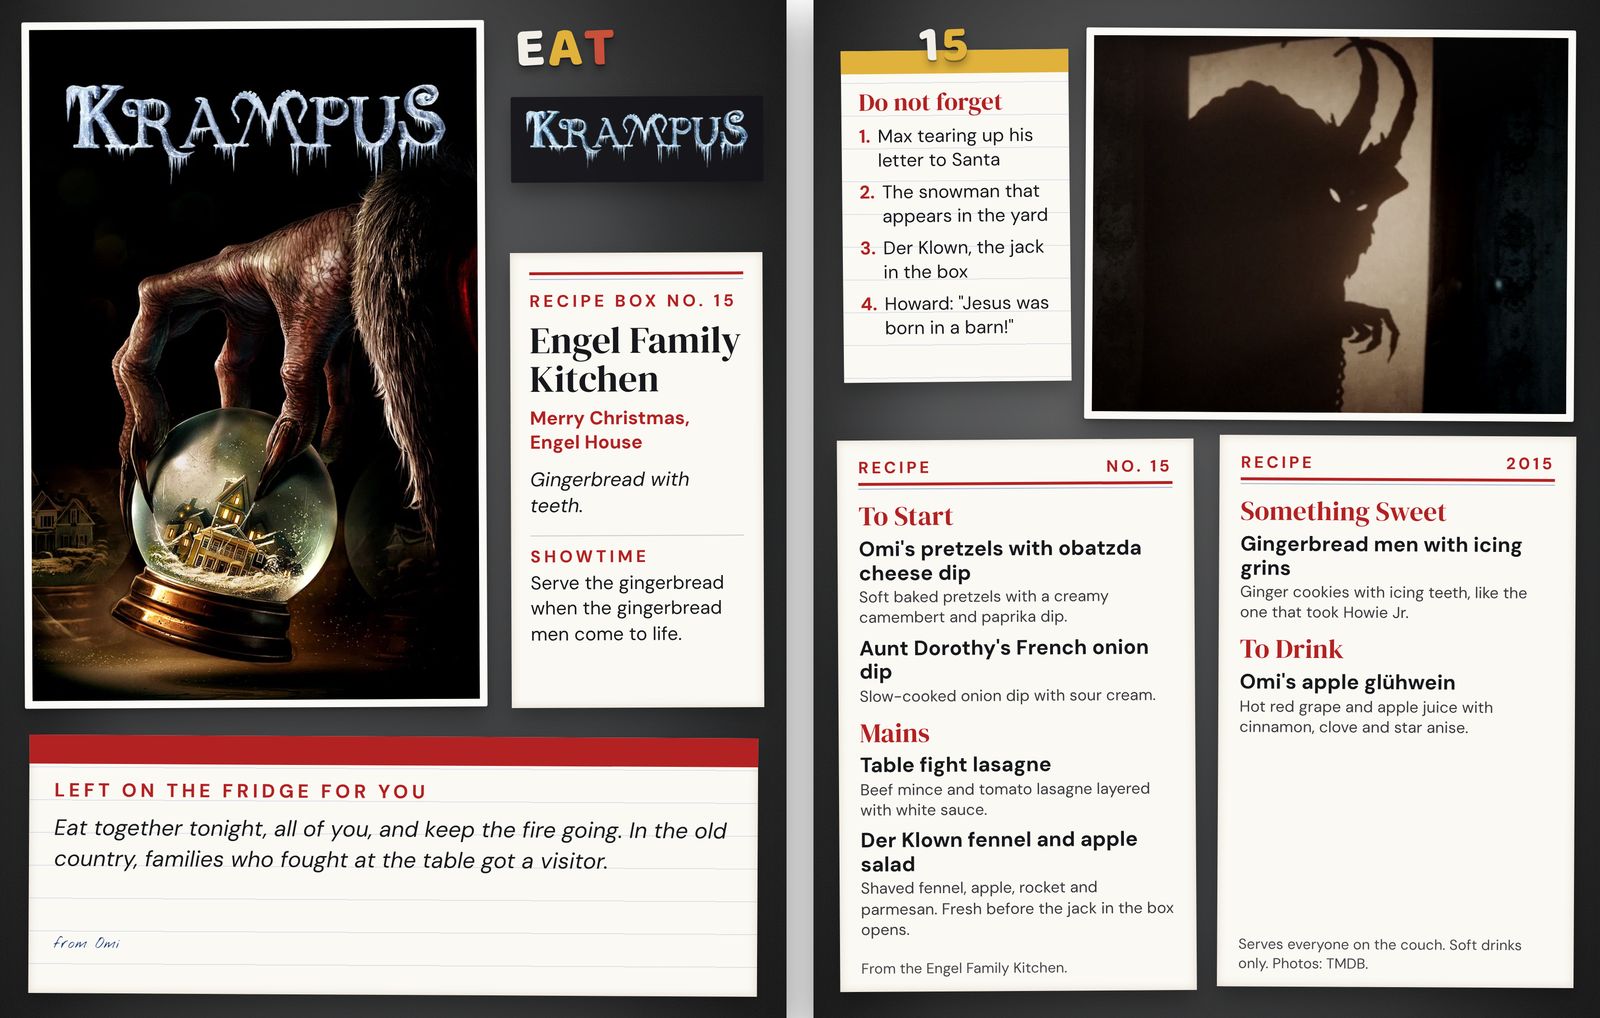 KRAMPUS
EAT
KRAMPUS
RECIPE BOX NO. 15
Engel Family
Kitchen
Merry Christmas,
Engel House
Gingerbread with
teeth.
SHOWTIME
Serve the gingerbread
when the gingerbread
men come to life.
LEFT ON THE FRIDGE FOR YOU
Eat together tonight, all of you, and keep the fire going. In the old
country, families who fought at the table got a visitor.
from Omi
15
Do not forget
1. Max tearing up his
letter to Santa
2. The snowman that
appears in the yard
3. Der Klown, the jack
in the box
4. Howard: "Jesus was
born in a barn!"
RECIPE NO. 15
To Start
Omi's pretzels with obatzda
cheese dip
Soft baked pretzels with a creamy
camembert and paprika dip.
Aunt Dorothy's French onion
dip
Slow-cooked onion dip with sour cream.
Mains
Table fight lasagne
Beef mince and tomato lasagne layered
with white sauce.
Der Klown fennel and apple
salad
Shaved fennel, apple, rocket and
parmesan. Fresh before the jack in the box
opens.
From the Engel Family Kitchen.
RECIPE 2015
Something Sweet
Gingerbread men with icing
grins
Ginger cookies with icing teeth, like the
one that took Howie Jr.
To Drink
Omi's apple glühwein
Hot red grape and apple juice with
cinnamon, clove and star anise.
Serves everyone on the couch. Soft drinks
only. Photos: TMDB.